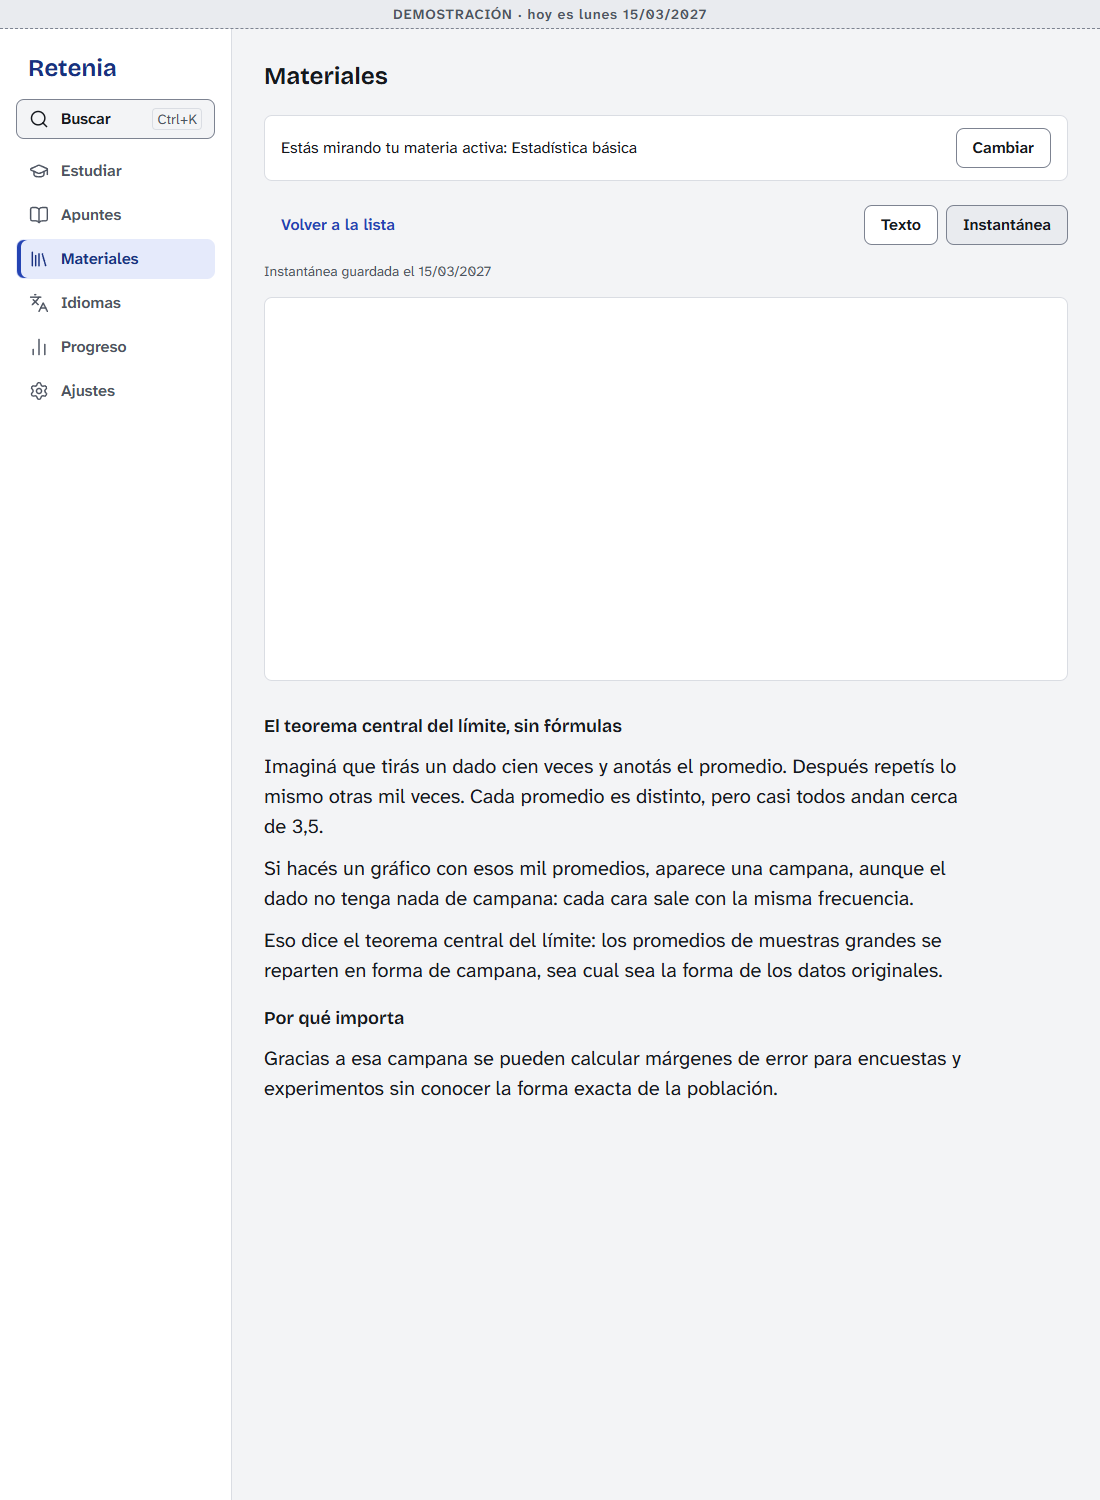 DEMOSTRACIÓN · hoy es lunes 15/03/2027
Retenia
Buscar Ctrl+K
Estudiar
Apuntes
Materiales
Idiomas
Progreso
Ajustes
Materiales
Estás mirando tu materia activa: Estadística básica
Cambiar
Volver a la lista
Texto
Instantánea
Instantánea guardada el 15/03/2027
El teorema central del límite, sin fórmulas
Imaginá que tirás un dado cien veces y anotás el promedio. Después repetís lo
mismo otras mil veces. Cada promedio es distinto, pero casi todos andan cerca
de 3,5.
Si hacés un gráfico con esos mil promedios, aparece una campana, aunque el
dado no tenga nada de campana: cada cara sale con la misma frecuencia.
Eso dice el teorema central del límite: los promedios de muestras grandes se
reparten en forma de campana, sea cual sea la forma de los datos originales.
Por qué importa
Gracias a esa campana se pueden calcular márgenes de error para encuestas y
experimentos sin conocer la forma exacta de la población.